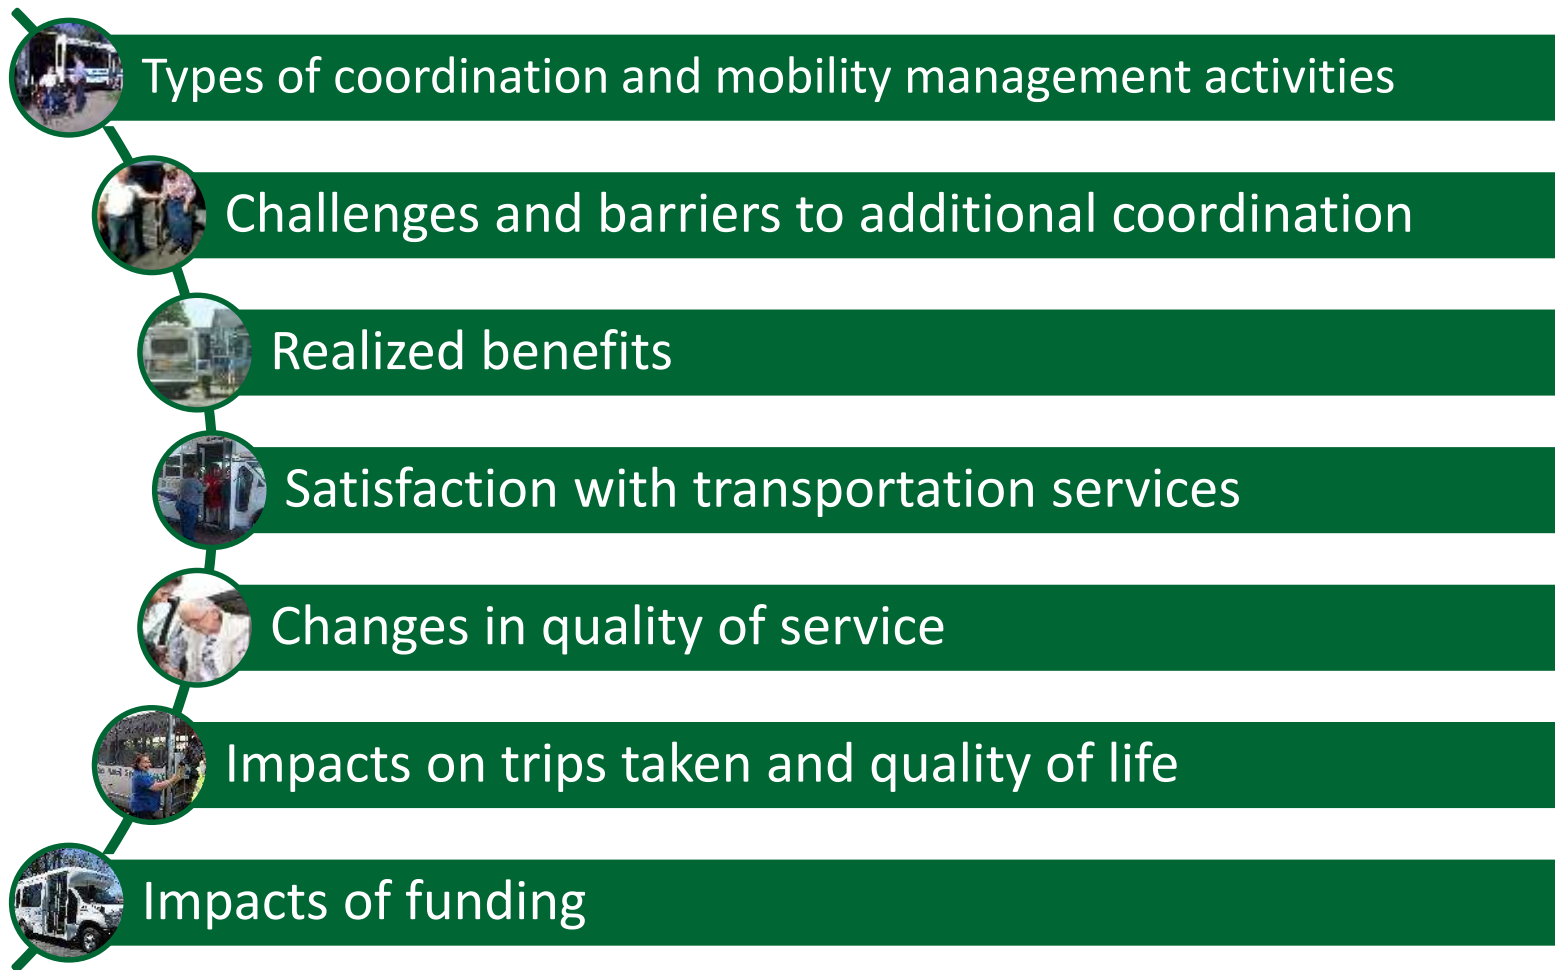 Types of coordination and mobility management activities
Challenges and barriers to additional coordination
Realized benefits
Satisfaction with transportation services
Changes in quality of service
Impacts on trips taken and quality of life
Impacts of funding